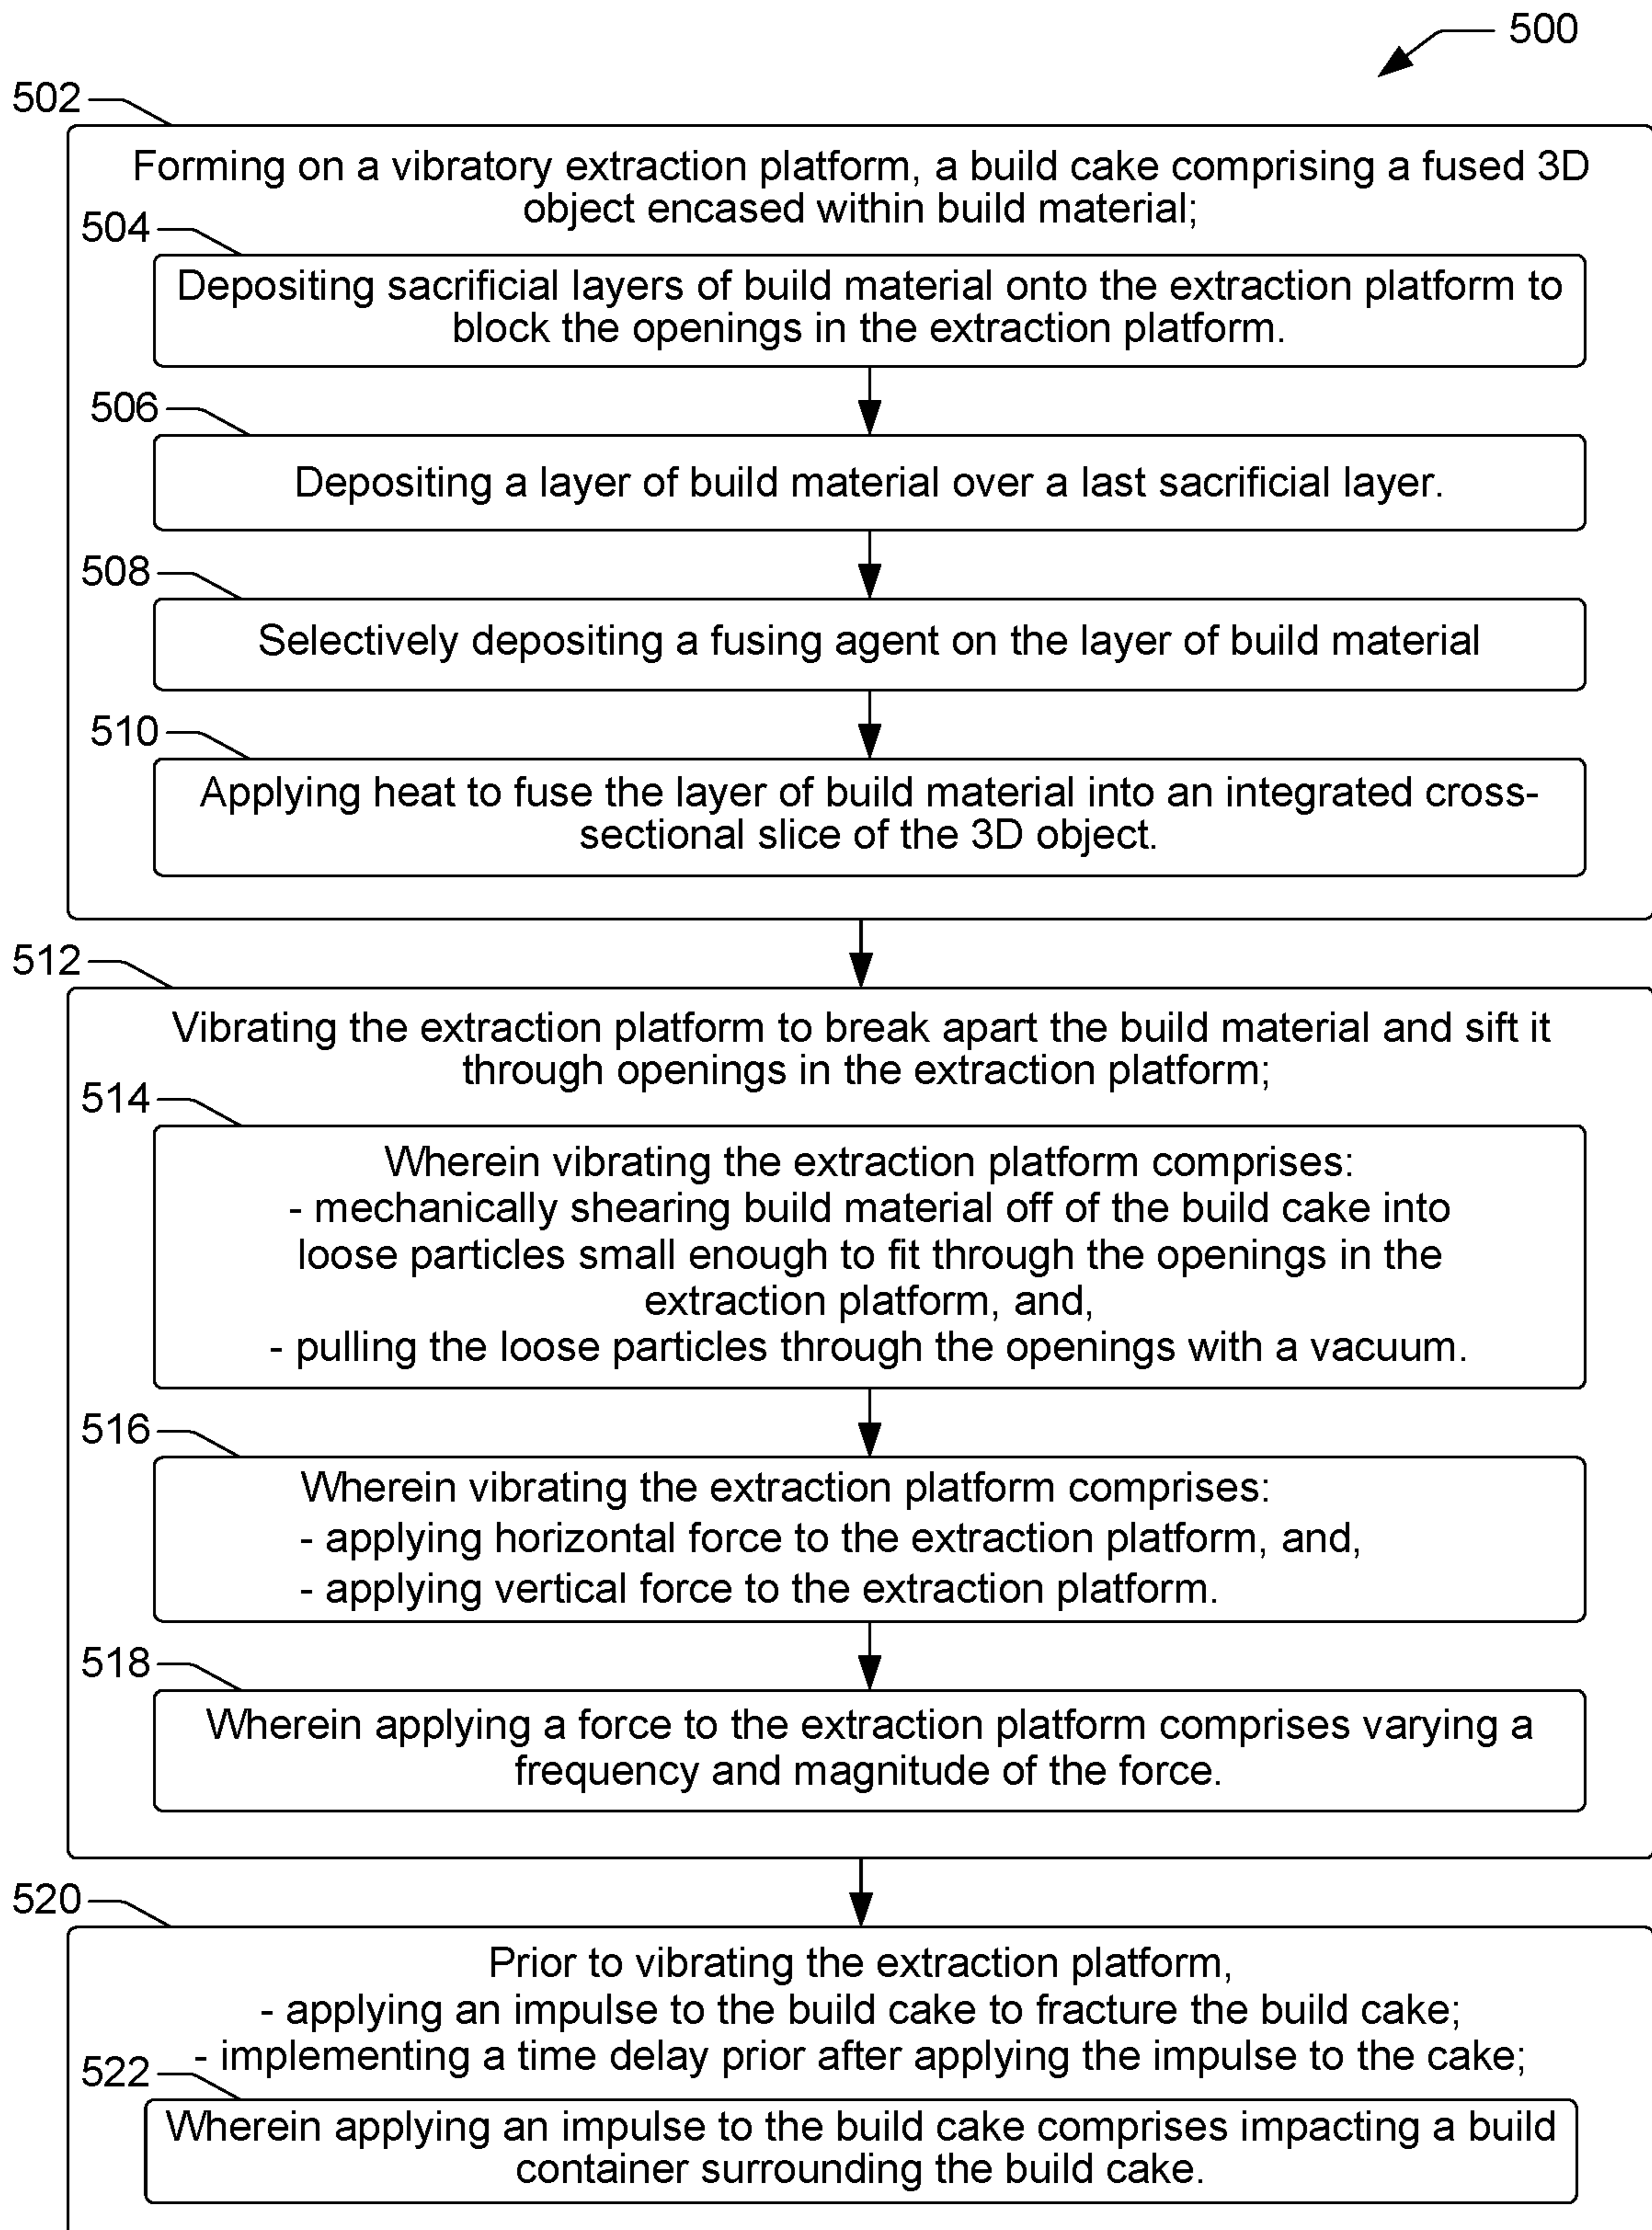 500
502
Forming on a vibratory extraction platform, a build cake comprising a fused 3D
object encased within build material;
504
Depositing sacrificial layers of build material onto the extraction platform to
block the openings in the extraction platform.
506
Depositing a layer of build material over a last sacrificial layer.
508
Selectively depositing a fusing agent on the layer of build material
510
Applying heat to fuse the layer of build material into an integrated cross-
sectional slice of the 3D object.
512
Vibrating the extraction platform to break apart the build material and sift it
through openings in the extraction platform;
514
Wherein vibrating the extraction platform comprises:
- mechanically shearing build material off of the build cake into
loose particles small enough to fit through the openings in the
extraction platform, and,
- pulling the loose particles through the openings with a vacuum.
516
Wherein vibrating the extraction platform comprises:
- applying horizontal force to the extraction platform, and,
- applying vertical force to the extraction platform.
518
Wherein applying a force to the extraction platform comprises varying a
frequency and magnitude of the force.
520
Prior to vibrating the extraction platform,
- applying an impulse to the build cake to fracture the build cake;
- implementing a time delay prior after applying the impulse to the cake;
522
Wherein applying an impulse to the build cake comprises impacting a build
container surrounding the build cake.